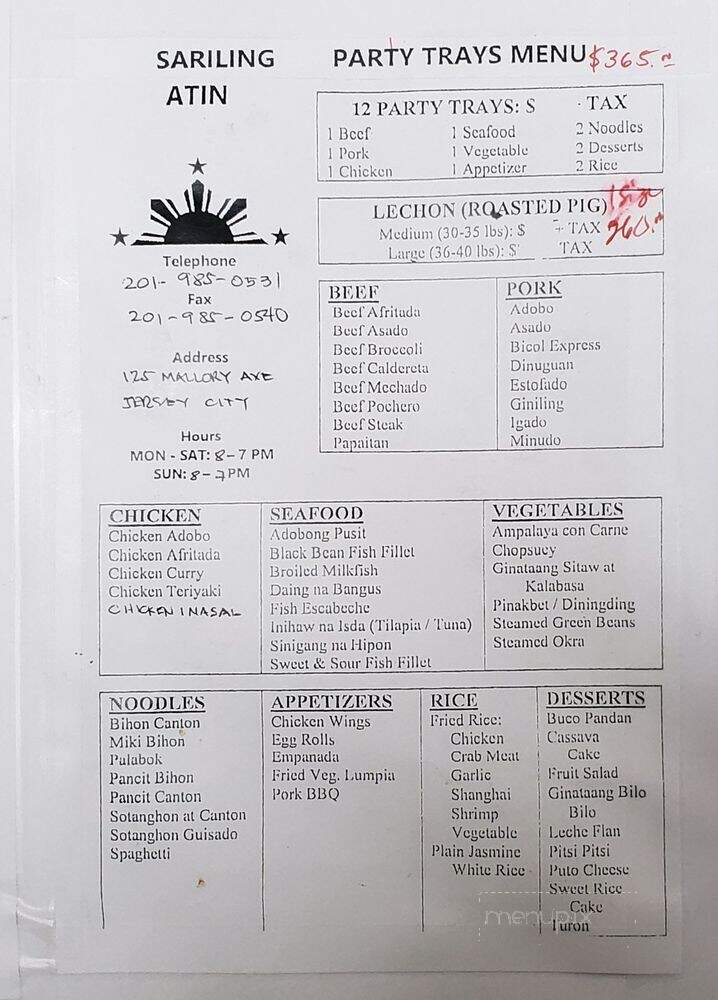 SARILING
ATIN
PARTY TRAYS MENU $365.
12 PARTY TRAYS: $ TAX
1 Beef 1 Seafood 2 Noodles
1 Pork 1 Vegetable 2 Desserts
1 Chicken 1 Appetizer 2 Rice
LECHON (ROASTED PIG)
Medium (30-35 lbs): $ + TAX
Large (36-40 lbs): $ TAX
Telephone
201-985-0531
Fax
201-985-0540
Address
125 MALLORY AVE
JERSEY CITY
Hours
MON - SAT: 8-7 PM
SUN: 8-7PM
BEEF
Beef Afritada
Beef Asado
Beef Broccoli
Beef Caldereta
Beef Mechado
Beef Pochero
Beef Steak
Papaitan
PORK
Adobo
Asado
Bicol Express
Dinuguan
Estofado
Giniling
Igado
Minudo
CHICKEN
Chicken Adobo
Chicken Afritada
Chicken Curry
Chicken Teriyaki
CHICKEN INASAL
SEAFOOD
Adobong Pusit
Black Bean Fish Fillet
Broiled Milkfish
Daing na Bangus
Fish Escabeche
Inihaw na Isda (Tilapia / Tuna)
Sinigang na Hipon
Sweet & Sour Fish Fillet
VEGETABLES
Ampalaya con Carne
Chopsuey
Ginataang Sitaw at
Kalabasa
Pinakbet / Diningding
Steamed Green Beans
Steamed Okra
NOODLES
Bihon Canton
Miki Bihon
Palabok
Pancit Bihon
Pancit Canton
Sotanghon at Canton
Sotanghon Guisado
Spaghetti
APPETIZERS
Chicken Wings
Egg Rolls
Empanada
Fried Veg. Lumpia
Pork BBQ
RICE
Fried Rice:
Chicken
Crab Meat
Garlic
Shanghai
Shrimp
Vegetable
Plain Jasmine
White Rice
DESSERTS
Buco Pandan
Cassava
Cake
Fruit Salad
Ginataang Bilo
Bilo
Leche Flan
Pitsi Pitsi
Puto Cheese
Sweet Rice
Cake
Turon
menupix